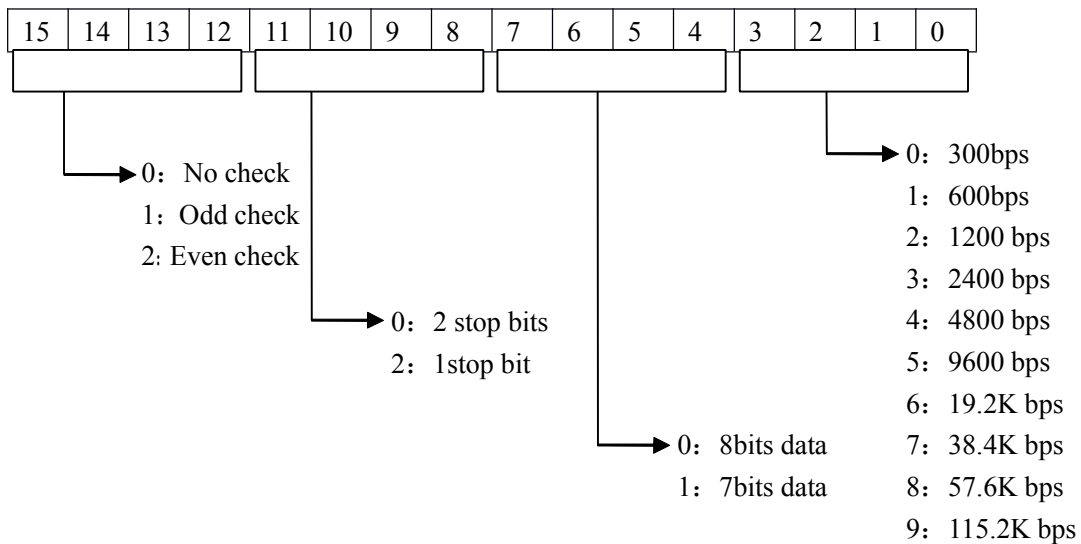 15 14 13 12 11 10 9 8 7 6 5 4 3 2 1 0
0： No check
1： Odd check
2: Even check
0： 2 stop bits
2： 1stop bit
0： 8bits data
1： 7bits data
0： 300bps
1： 600bps
2： 1200 bps
3： 2400 bps
4： 4800 bps
5： 9600 bps
6： 19.2K bps
7： 38.4K bps
8： 57.6K bps
9： 115.2K bps